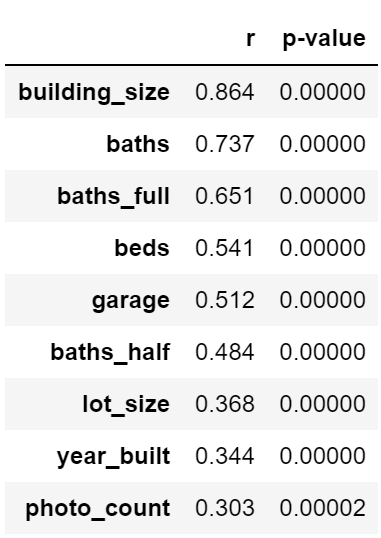 r p-value
building_size 0.864 0.00000
baths 0.737 0.00000
baths_full 0.651 0.00000
beds 0.541 0.00000
garage 0.512 0.00000
baths_half 0.484 0.00000
lot_size 0.368 0.00000
year_built 0.344 0.00000
photo_count 0.303 0.00002